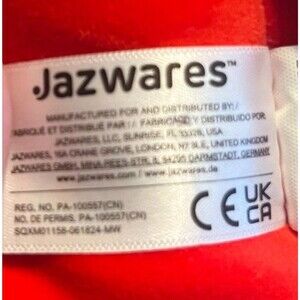 Jazwares™
MANUFACTURED FOR AND DISTRIBUTED BY:/
FABRIQUÉ ET DISTRIBUÉ PAR:/ FABRICADO Y DISTRIBUIDO POR:
JAZWARES, LLC, SUNRISE, FL 33325, USA
JAZWARES, 16A CRANE GROVE, LONDON, N7 8LE, UNITED KINGDOM
JAZWARES GMBH, MINA-REES-STR. 8, 64295 DARMSTADT, GERMANY
www.jazwares.com / www.jazwares.de
REG. NO. PA-100557(CN)
NO DE PERMIS. PA-100557(CN)
SQXM01158-061824-MW
CE UK
CA